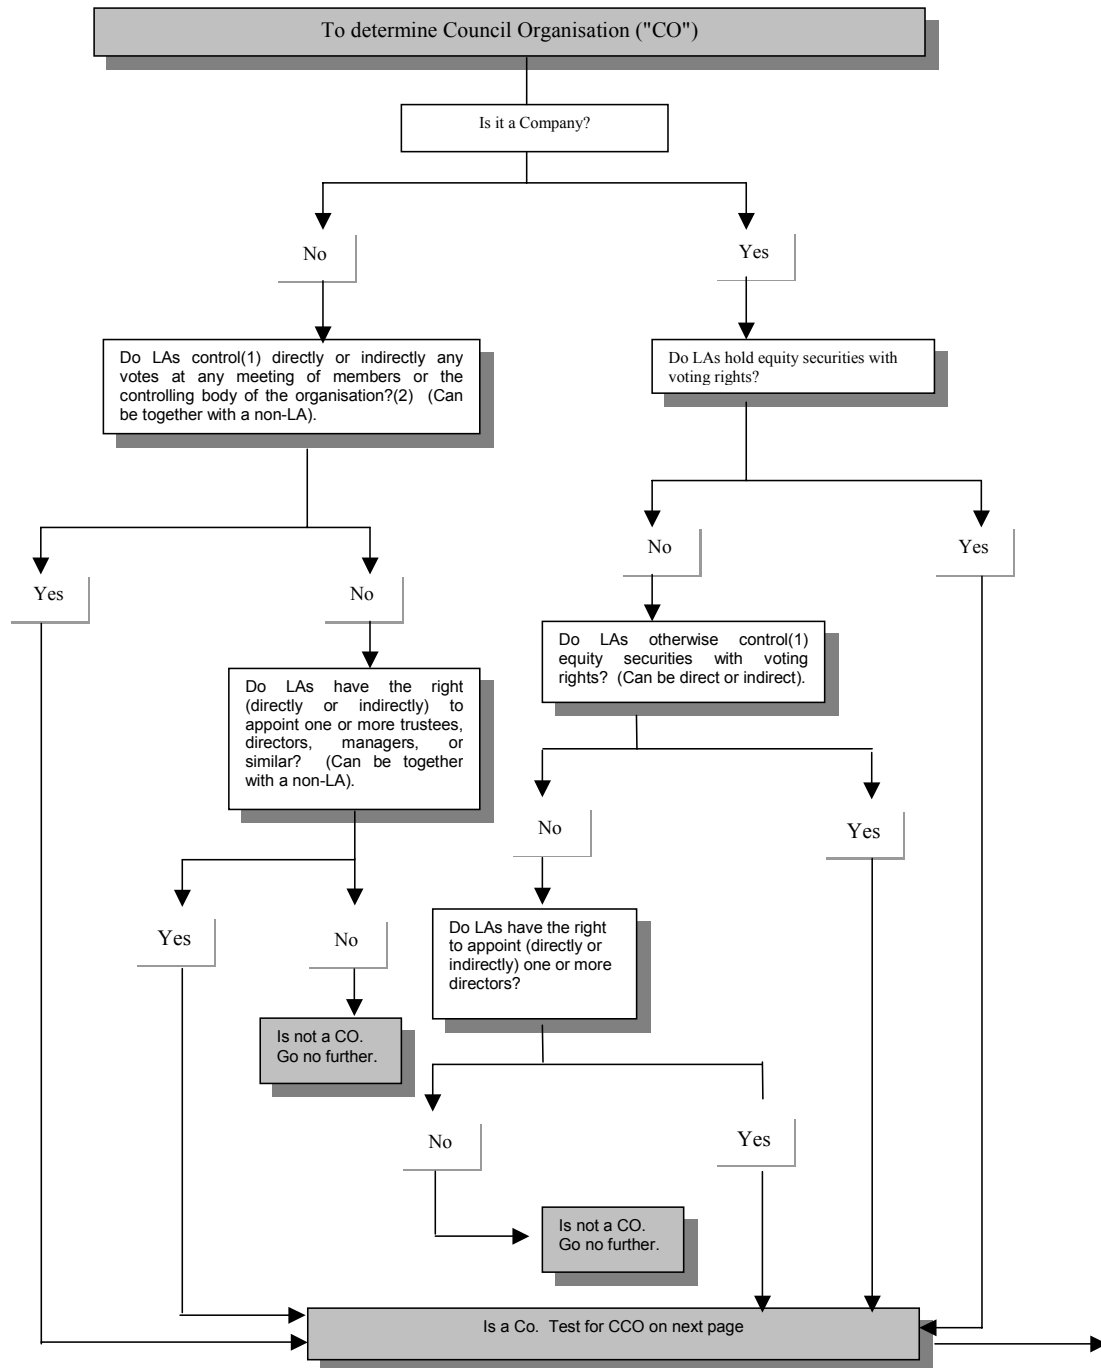 To determine Council Organisation ("CO")
Is it a Company?
No
Yes
Do LAs control(1) directly or indirectly any
votes at any meeting of members or the
controlling body of the organisation?(2) (Can
be together with a non-LA).
Do LAs hold equity securities with
voting rights?
No
Yes
Yes
No
Do LAs otherwise control(1)
equity securities with voting
rights? (Can be direct or indirect).
Do LAs have the right
(directly or indirectly) to
appoint one or more trustees,
directors, managers, or
similar? (Can be together
with a non-LA).
No
Yes
Yes
No
Do LAs have the right
to appoint (directly or
indirectly) one or more
directors?
Is not a CO.
Go no further.
No
Yes
Is not a CO.
Go no further.
Is a Co. Test for CCO on next page